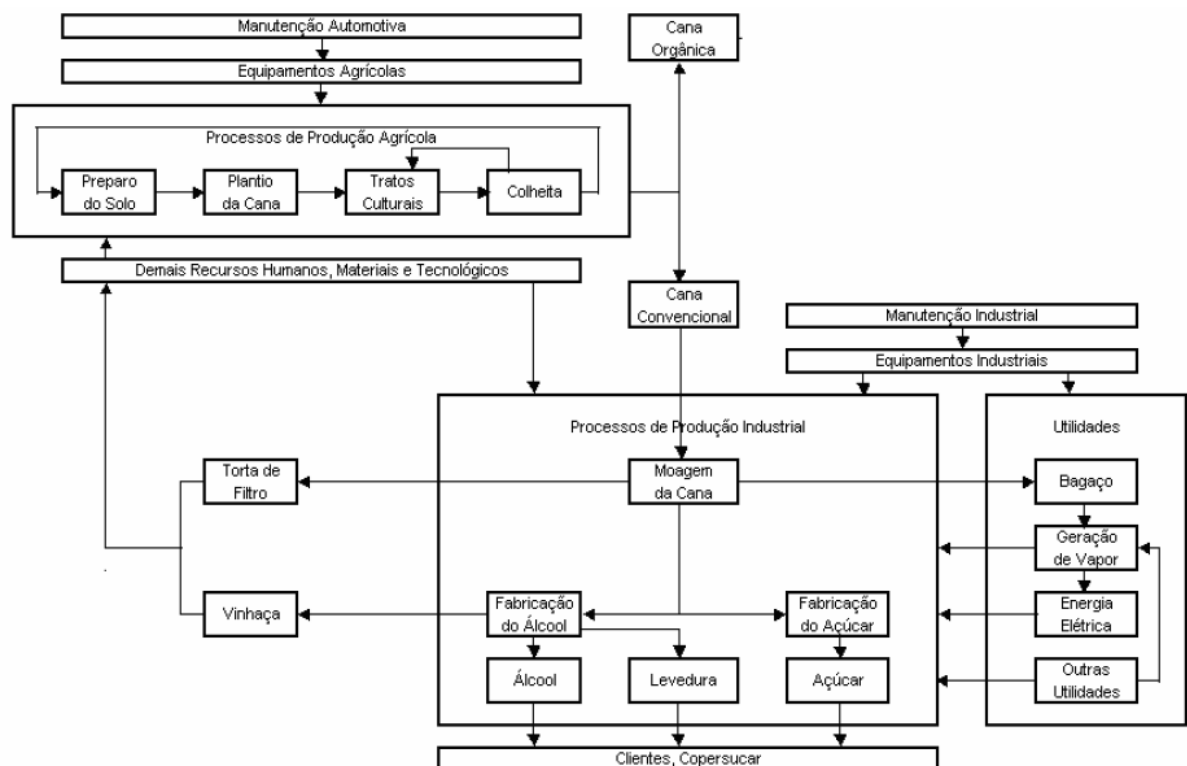 Manutenção Automotiva
Cana
Orgânica
Equipamentos Agrícolas
Processos de Produção Agrícola
Preparo
do Solo
Plantio
da Cana
Tratos
Culturais
Colheita
Demais Recursos Humanos, Materiais e Tecnológicos
Cana
Convencional
Manutenção Industrial
Equipamentos Industriais
Processos de Produção Industrial
Utilidades
Torta de
Filtro
Moagem
da Cana
Bagaço
Geração
de Vapor
Vinhaça
Fabricação
do Álcool
Fabricação
do Açúcar
Energia
Elétrica
Álcool
Levedura
Açúcar
Outras
Utilidades
Clientes, Copersucar